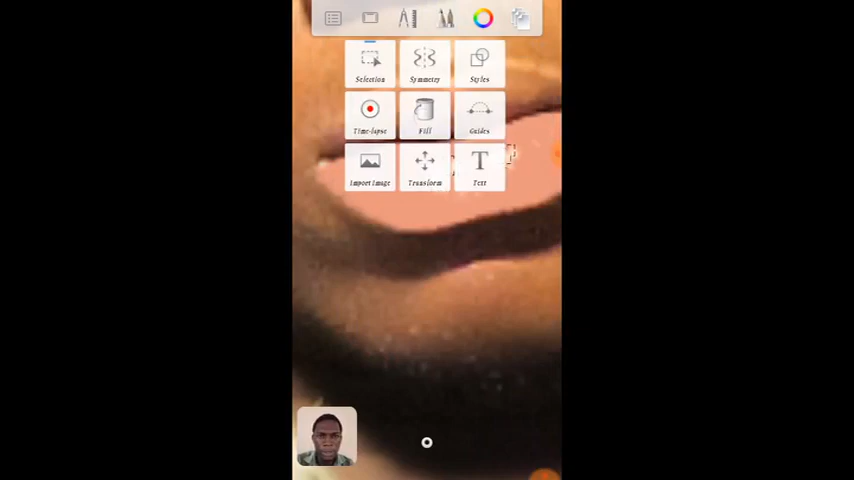 Selection Symmetry Styles
Time-lapse Fill Guides
Import Image Transform Text